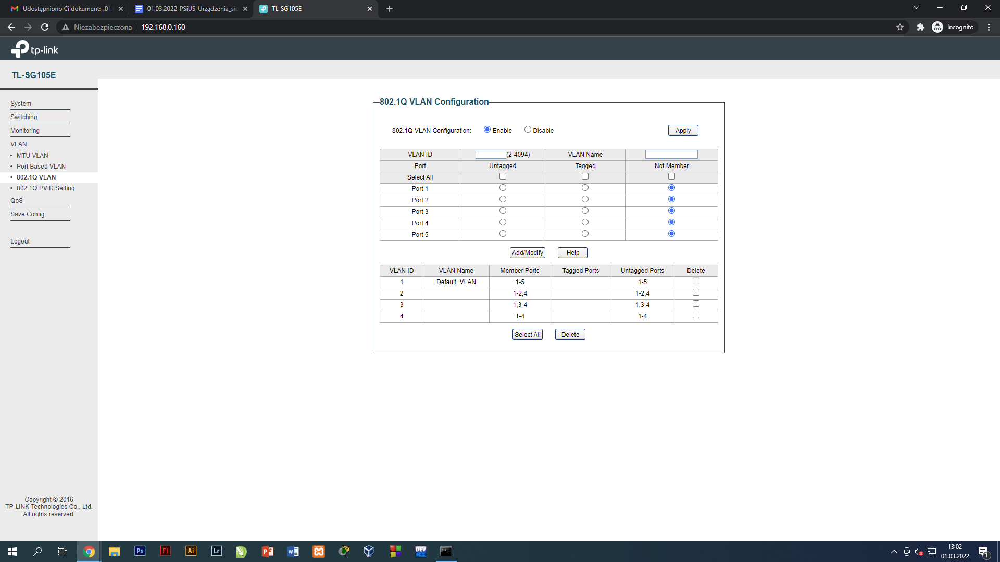 Udostępniono Ci dokument: „01.
01.03.2022-PSiUS-Urządzenia_sie
TL-SG105E
Niezabezpieczona
192.168.0.160
Incognito
tp-link
TL-SG105E
System
Switching
Monitoring
VLAN
• MTU VLAN
• Port Based VLAN
• 802.1Q VLAN
• 802.1Q PVID Setting
QoS
Save Config
Logout
802.1Q VLAN Configuration
802.1Q VLAN Configuration: Enable Disable Apply
VLAN ID (2-4094) VLAN Name
Port Untagged Tagged Not Member
Select All
Port 1
Port 2
Port 3
Port 4
Port 5
Add/Modify Help
VLAN ID VLAN Name Member Ports Tagged Ports Untagged Ports Delete
1 Default_VLAN 1-5 1-5
2 1-2,4 1-2,4
3 1,3-4 1,3-4
4 1-4 1-4
Select All Delete
Copyright © 2016
TP-LINK Technologies Co., Ltd.
All rights reserved.
Ps Fl Ai Lr
DEV
13:02
01.03.2022
1